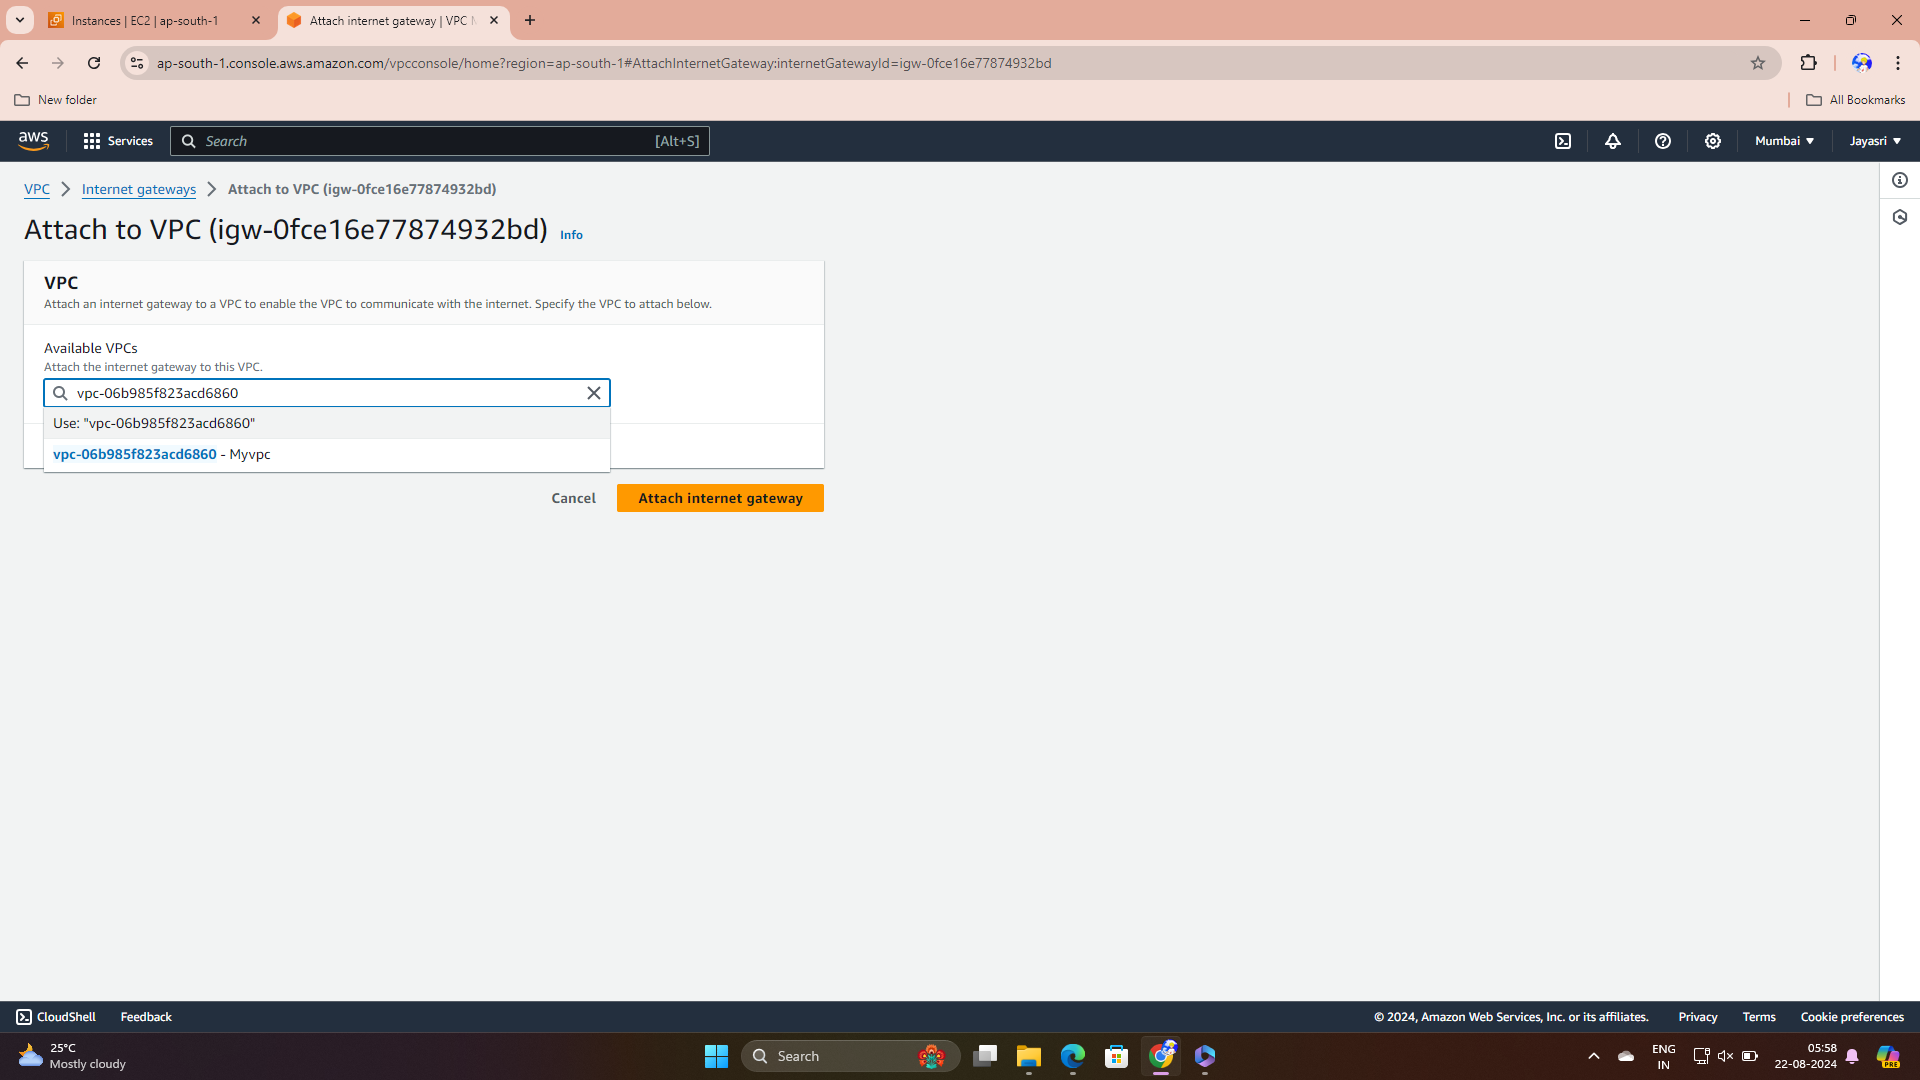 Instances | EC2 | ap-south-1
Attach internet gateway | VPC
ap-south-1.console.aws.amazon.com/vpcconsole/home?region=ap-south-1#AttachInternetGateway:internetGatewayId=igw-0fce16e77874932bd
New folder
All Bookmarks
aws
Services
Search
[Alt+S]
Mumbai
Jayasri
VPC
Internet gateways
Attach to VPC (igw-0fce16e77874932bd)
Attach to VPC (igw-0fce16e77874932bd)
Info
VPC
Attach an internet gateway to a VPC to enable the VPC to communicate with the internet. Specify the VPC to attach below.
Available VPCs
Attach the internet gateway to this VPC.
vpc-06b985f823acd6860
Use: "vpc-06b985f823acd6860"
vpc-06b985f823acd6860 - Myvpc
Cancel
Attach internet gateway
CloudShell
Feedback
© 2024, Amazon Web Services, Inc. or its affiliates.
Privacy
Terms
Cookie preferences
25°C
Mostly cloudy
Search
ENG
IN
05:58
22-08-2024
PRE